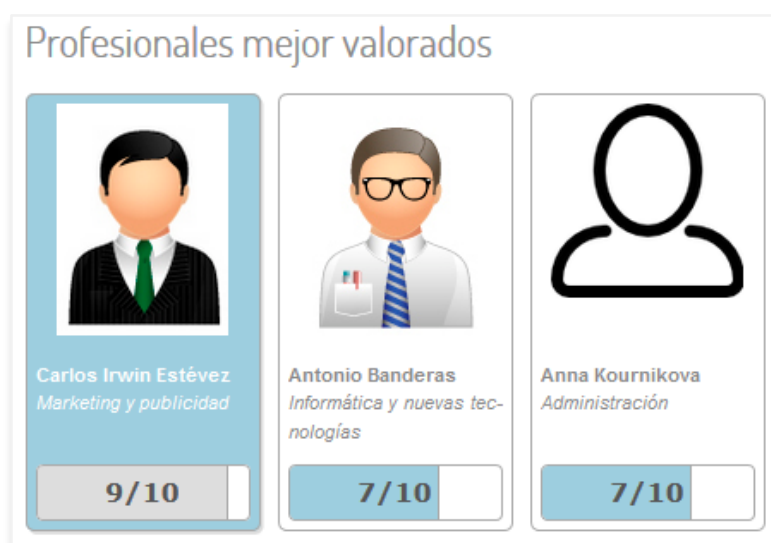 Profesionales mejor valorados
Carlos Irwin Estévez
Marketing y publicidad
9/10
Antonio Banderas
Informática y nuevas tec-
nologías
7/10
Anna Kournikova
Administración
7/10